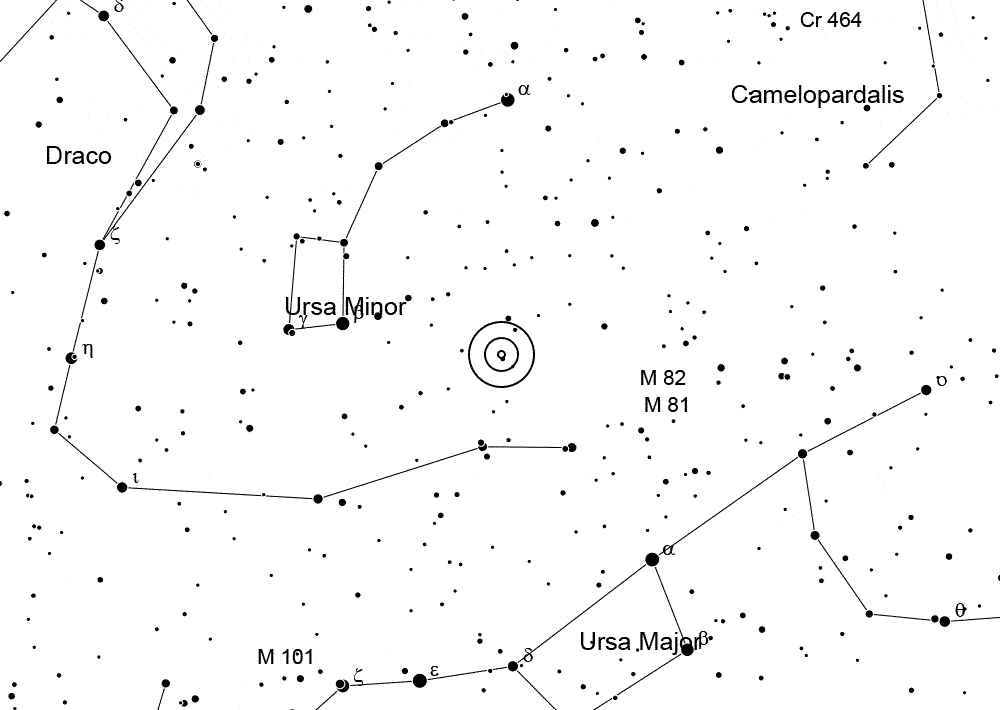 δ
Cr 464
α
Camelopardalis
Draco
ζ
Ursa Minor
γ
β
η
M 82
M 81
ο
ι
α
θ
Ursa Major
β
M 101
δ
ζ
ε